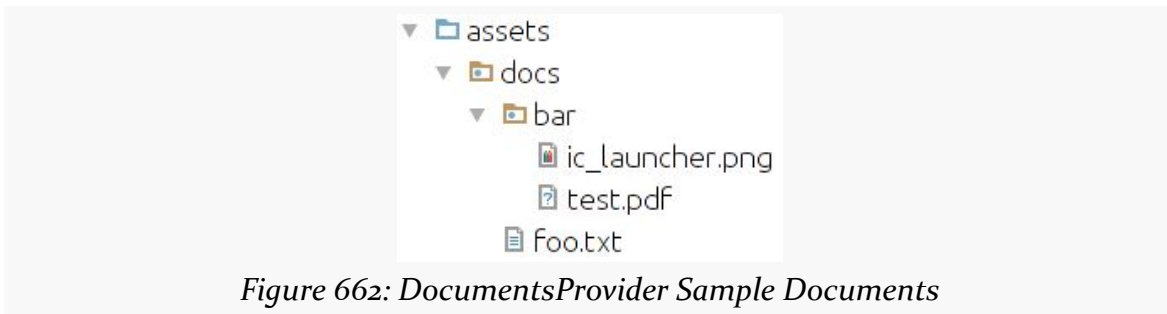 assets
docs
bar
ic_launcher.png
test.pdf
foo.txt
Figure 662: DocumentsProvider Sample Documents